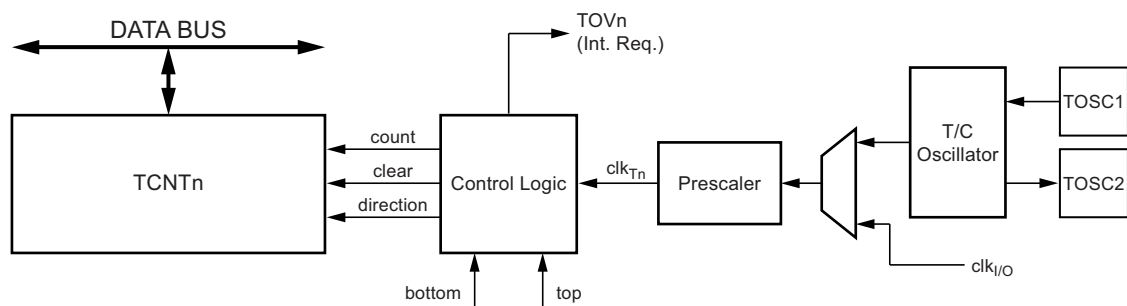 DATA BUS
TOVn
(Int. Req.)
TOSC1
T/C
Oscillator
TOSC2
count
clear
direction
TCNTn
Control Logic
clkTn
Prescaler
clkI/O
bottom
top